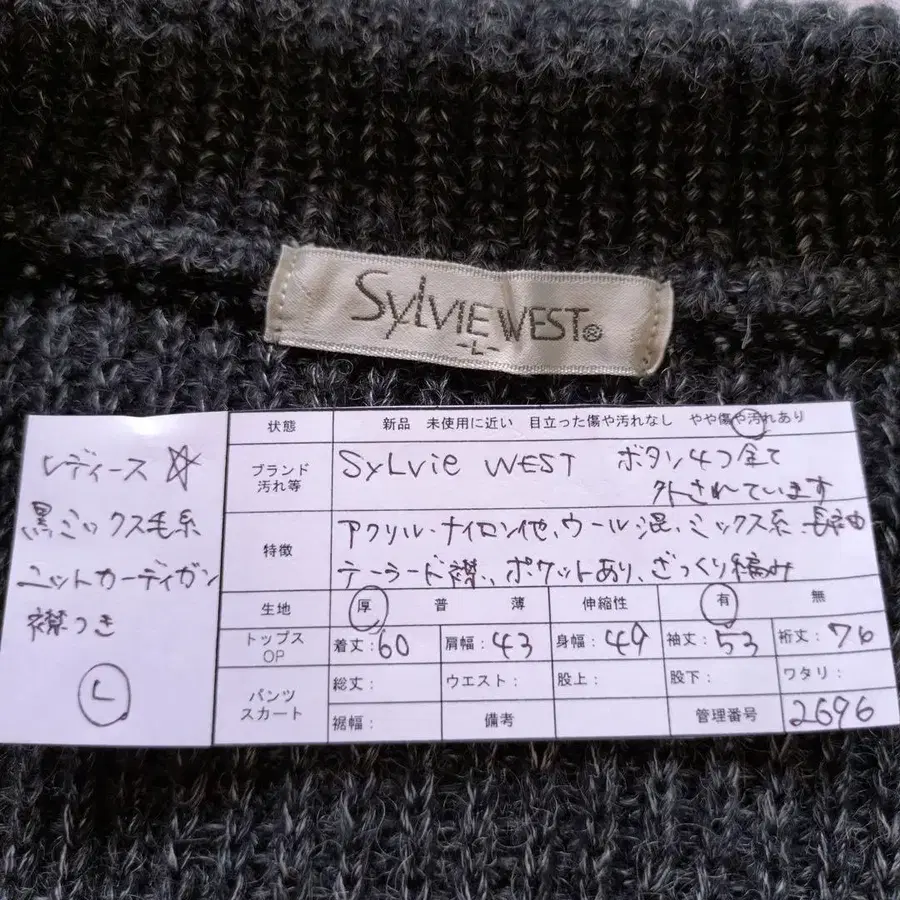 SYLVIE WEST®
-L-
レディース ☆
黒ミックス毛糸
ニットカーディガン
襟つき
L
状態 新品 未使用に近い 目立った傷や汚れなし やや傷や汚れあり
ブランド 汚れ等 SyLvie WEST ボタン4つ全て
外されています
特徴 アクリル・ナイロン他、ウール混、ミックス糸、長袖
テーラード襟、ポケットあり、ざっくり編み
生地 厚 普 薄 伸縮性 有 無
トップス OP 着丈:60 肩幅:43 身幅:49 袖丈:53 裄丈:76
パンツ スカート 総丈: ウエスト: 股上: 股下: ワタリ:
裾幅: 備考 管理番号 2696